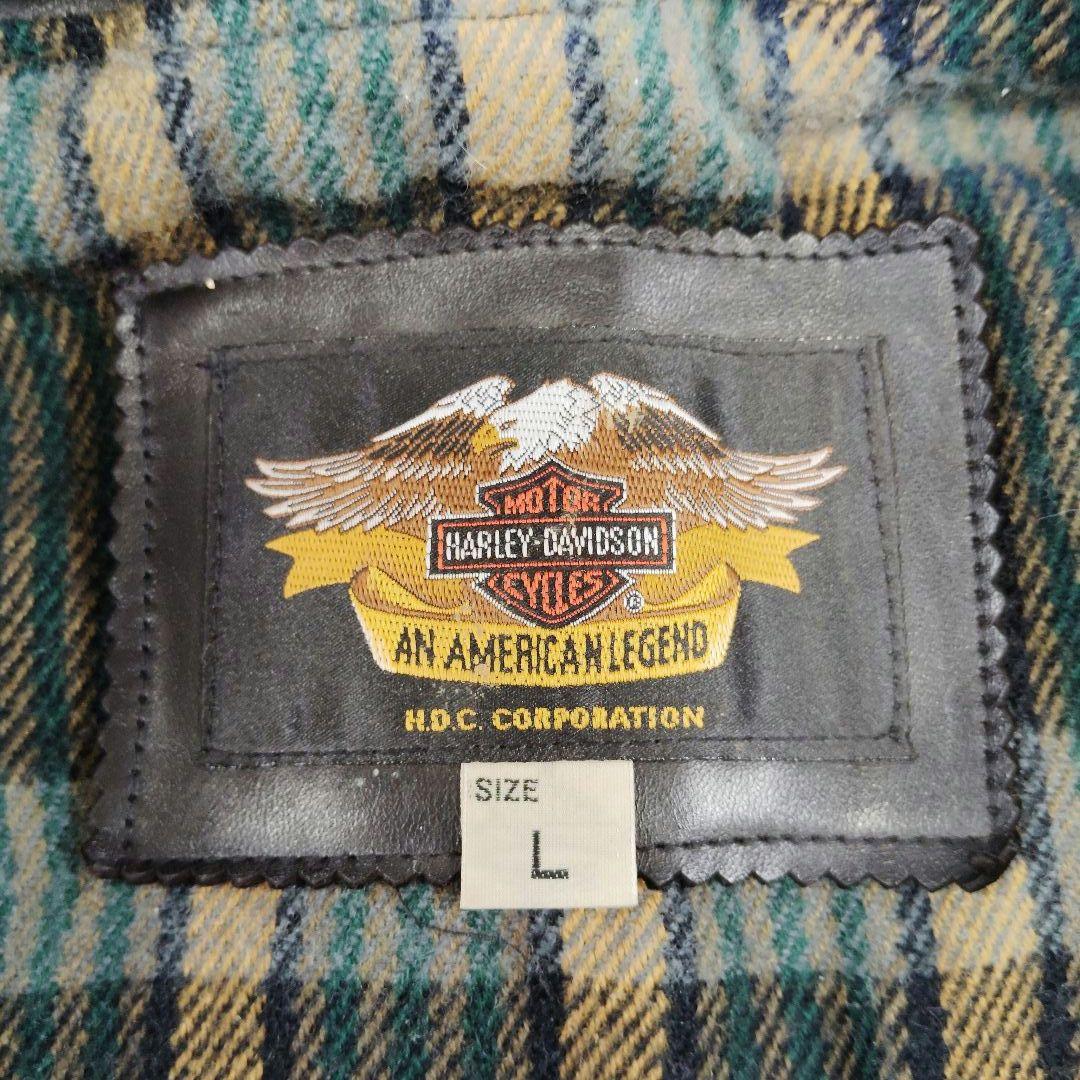 MOTOR
HARLEY-DAVIDSON
CYCLES
®
AN AMERICAN LEGEND
H.D.C. CORPORATION
SIZE
L